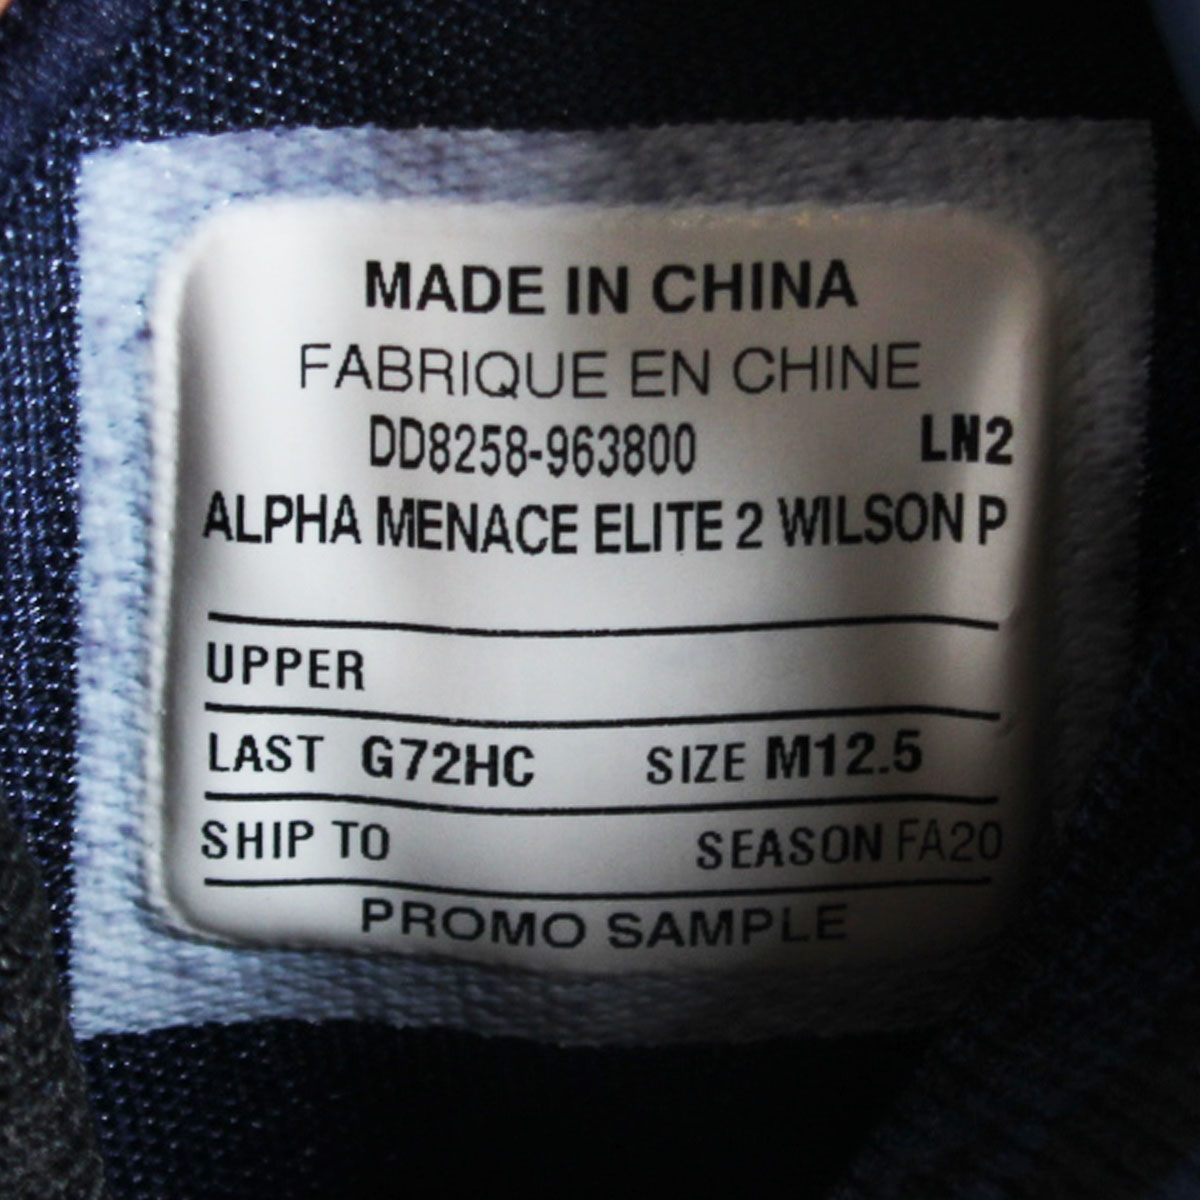 MADE IN CHINA
FABRIQUE EN CHINE
DD8258-963800 LN2
ALPHA MENACE ELITE 2 WILSON P
UPPER
LAST G72HC SIZE M12.5
SHIP TO SEASON FA20
PROMO SAMPLE